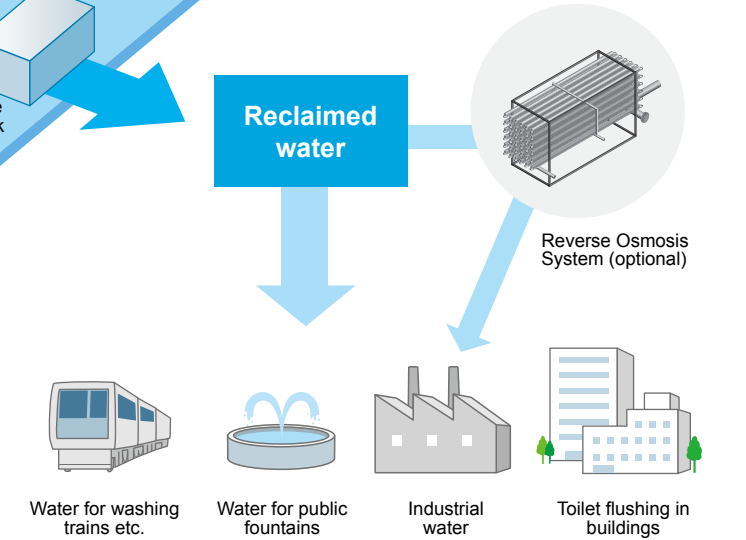 Reclaimed
water
Reverse Osmosis
System (optional)
Water for washing
trains etc.
Water for public
fountains
Industrial
water
Toilet flushing in
buildings